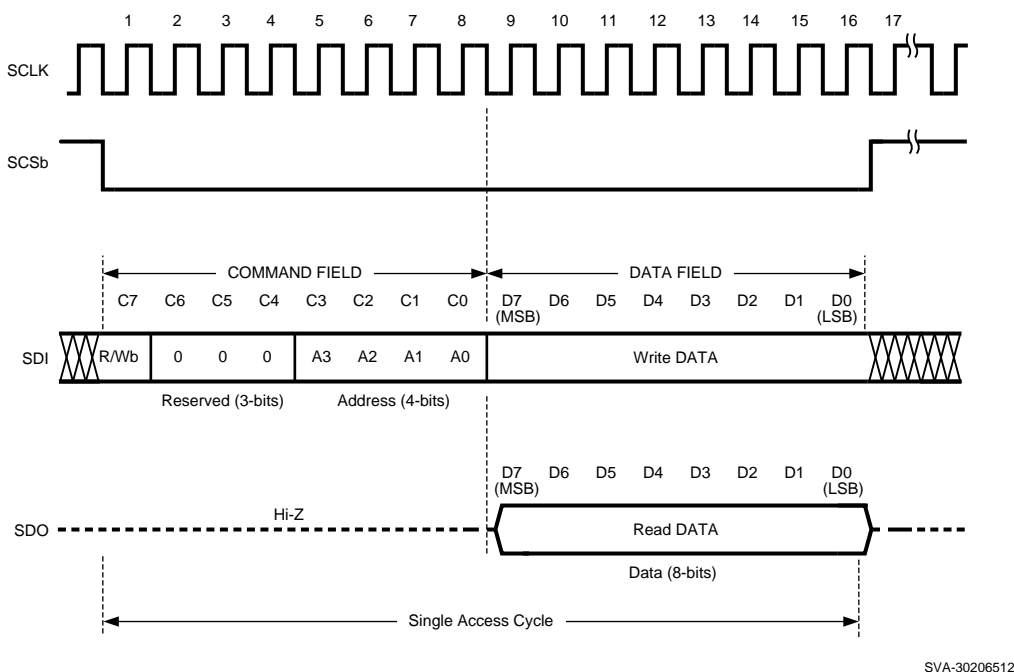 1 2 3 4 5 6 7 8 9 10 11 12 13 14 15 16 17
SCLK
SCSb
COMMAND FIELD DATA FIELD
C7 C6 C5 C4 C3 C2 C1 C0 D7 D6 D5 D4 D3 D2 D1 D0
(MSB) (LSB)
SDI R/Wb 0 0 0 A3 A2 A1 A0 Write DATA
Reserved (3-bits) Address (4-bits)
D7 D6 D5 D4 D3 D2 D1 D0
(MSB) (LSB)
Hi-Z
SDO Read DATA
Data (8-bits)
Single Access Cycle
SVA-30206512